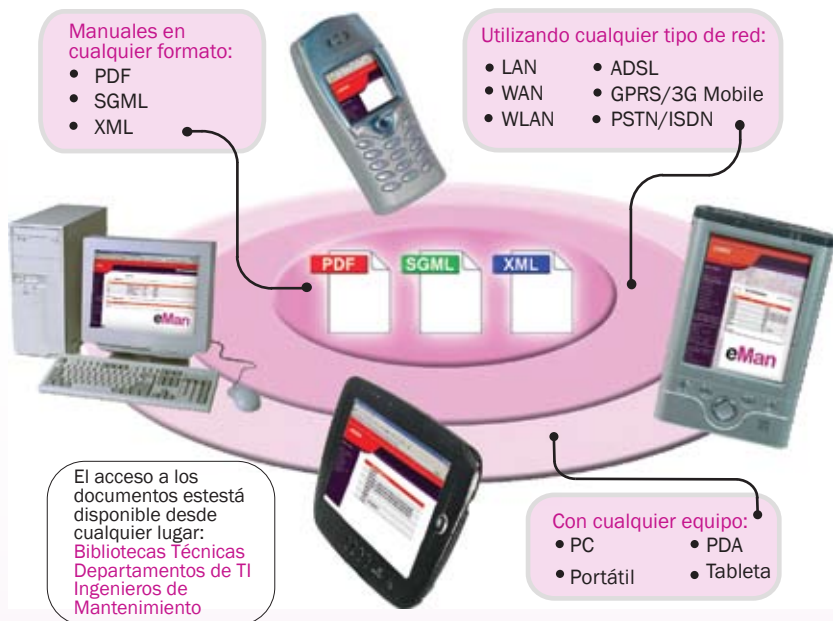 Manuales en
cualquier formato:
• PDF
• SGML
• XML
Utilizando cualquier tipo de red:
• LAN
• WAN
• WLAN
• ADSL
• GPRS/3G Mobile
• PSTN/ISDN
PDF
SGML
XML
eMan
eMan
El acceso a los
documentos estestá
disponible desde
cualquier lugar:
Bibliotecas Técnicas
Departamentos de TI
Ingenieros de
Mantenimiento
Con cualquier equipo:
• PC
• Portátil
• PDA
• Tableta